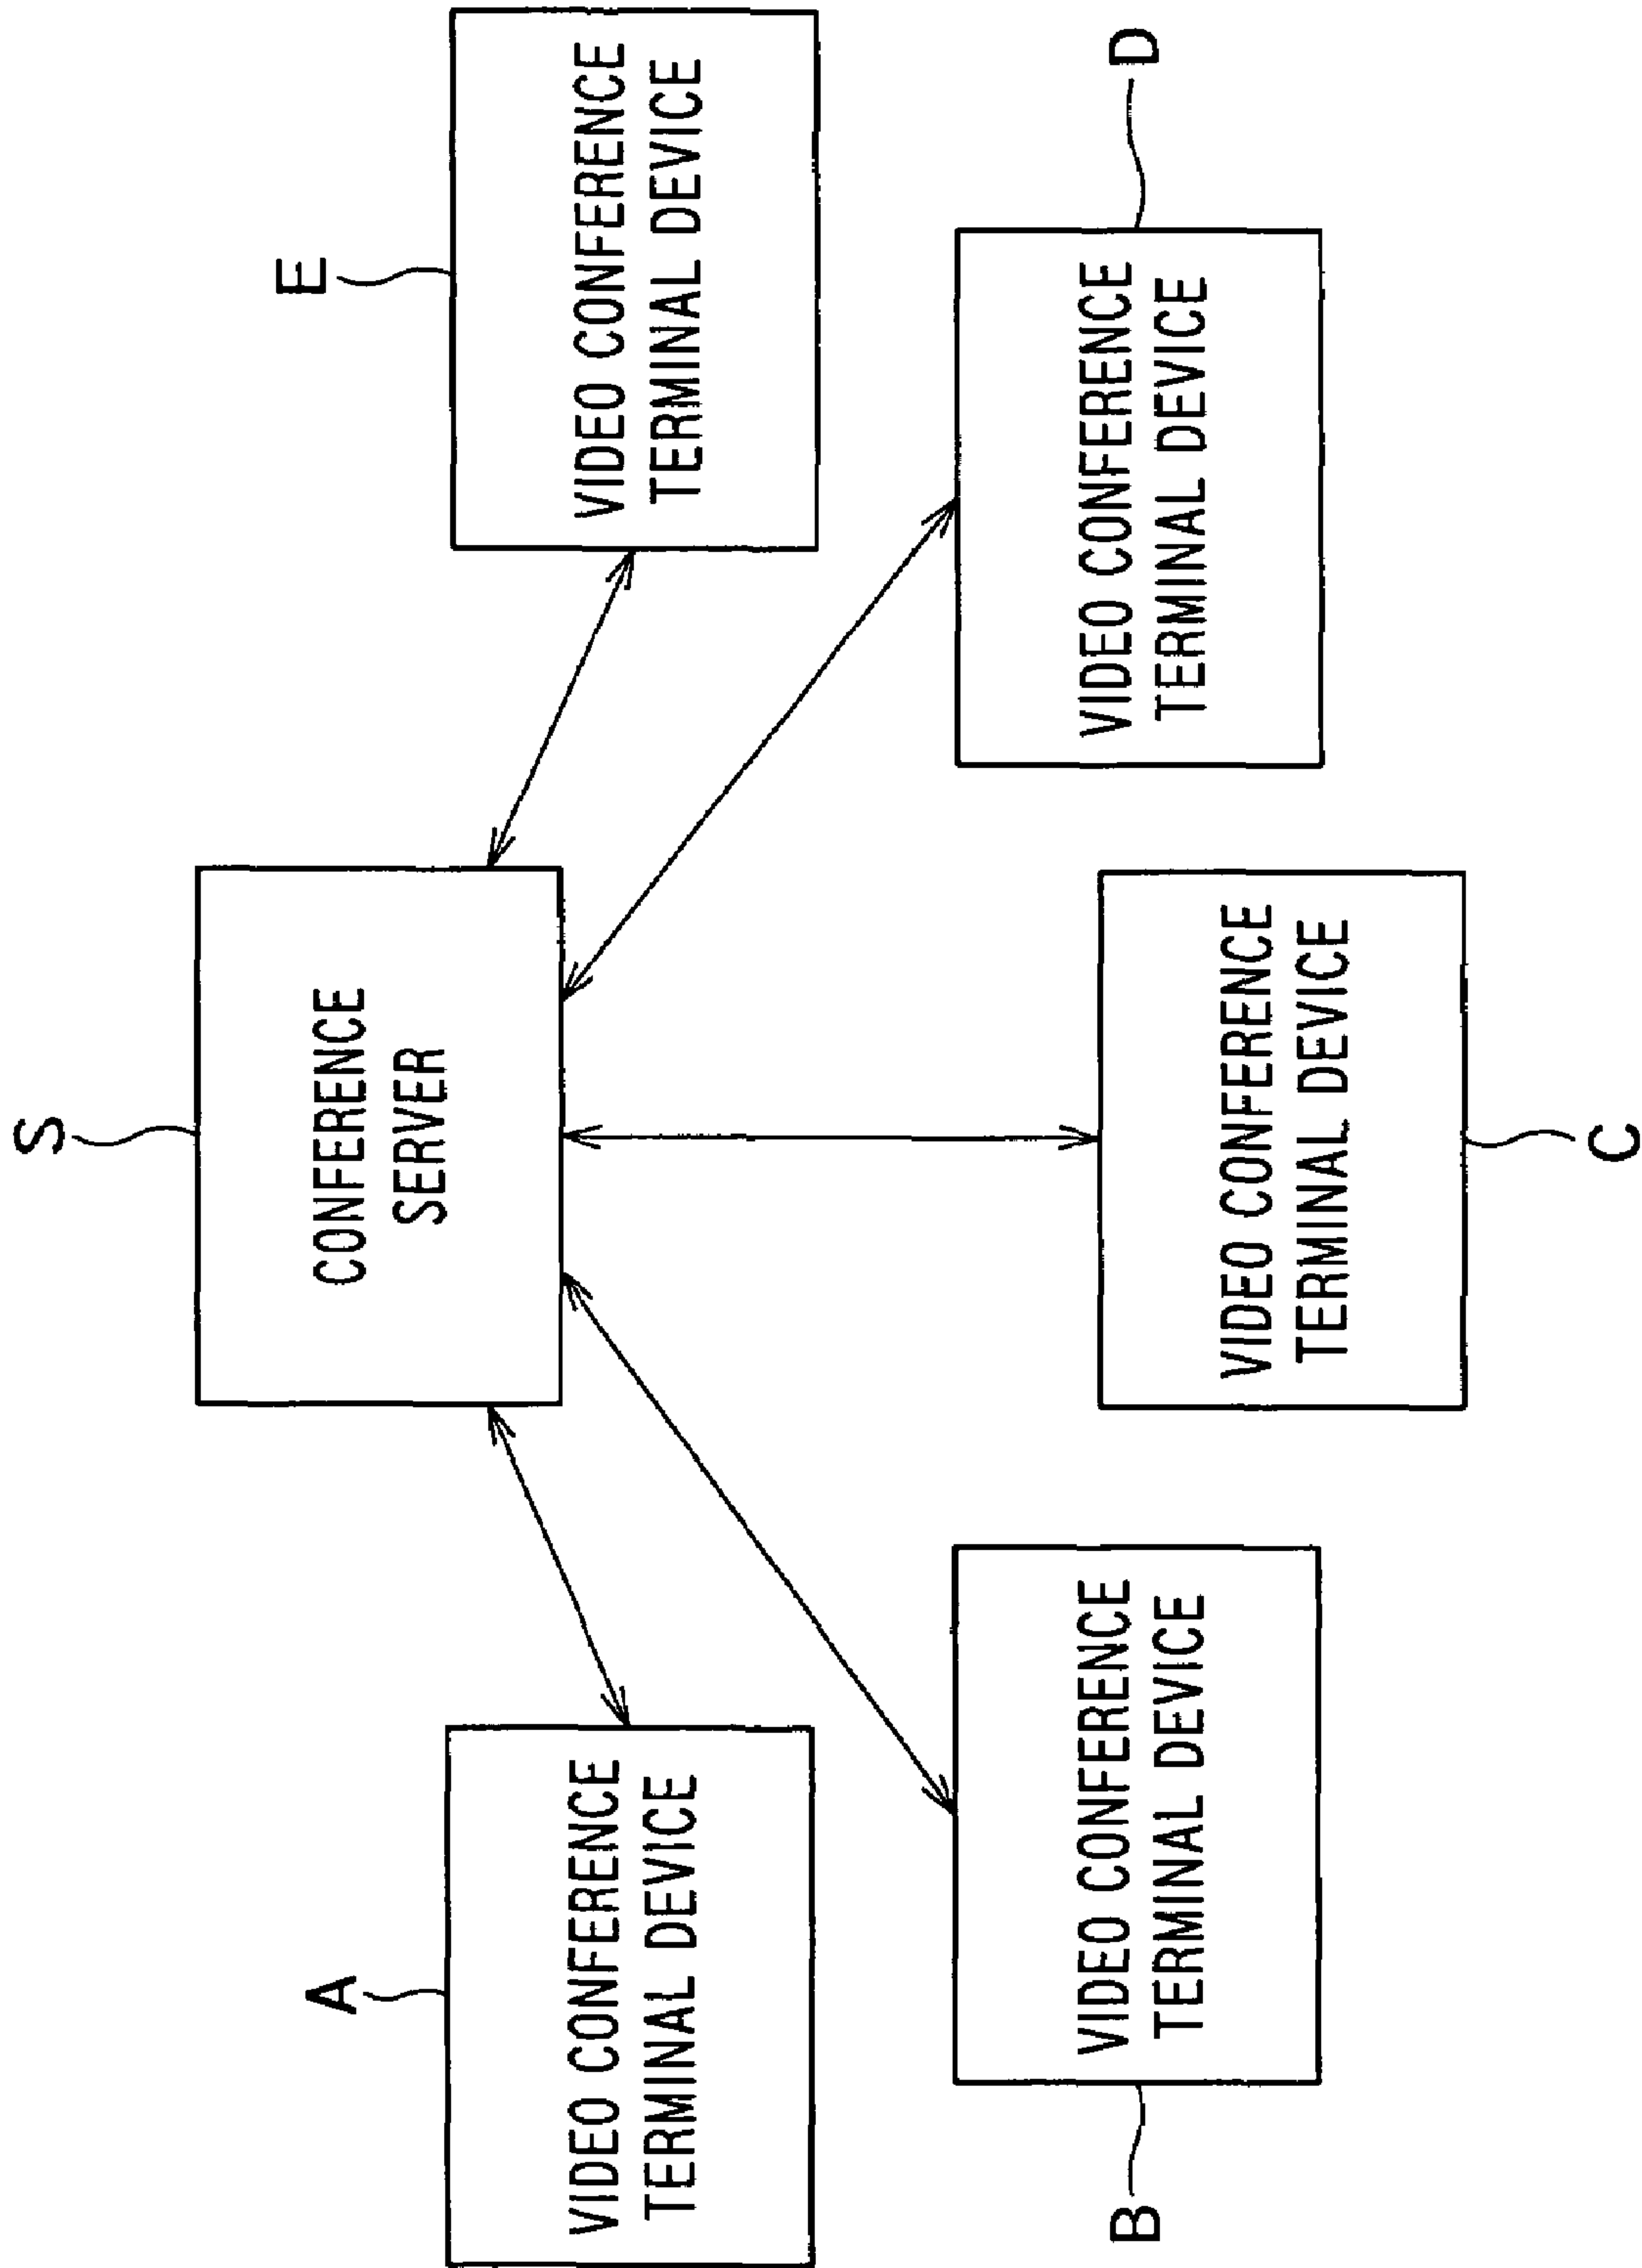 S
CONFERENCE
SERVER
A
VIDEO CONFERENCE
TERMINAL DEVICE
E
VIDEO CONFERENCE
TERMINAL DEVICE
B
VIDEO CONFERENCE
TERMINAL DEVICE
VIDEO CONFERENCE
TERMINAL DEVICE
D
VIDEO CONFERENCE
TERMINAL DEVICE
C